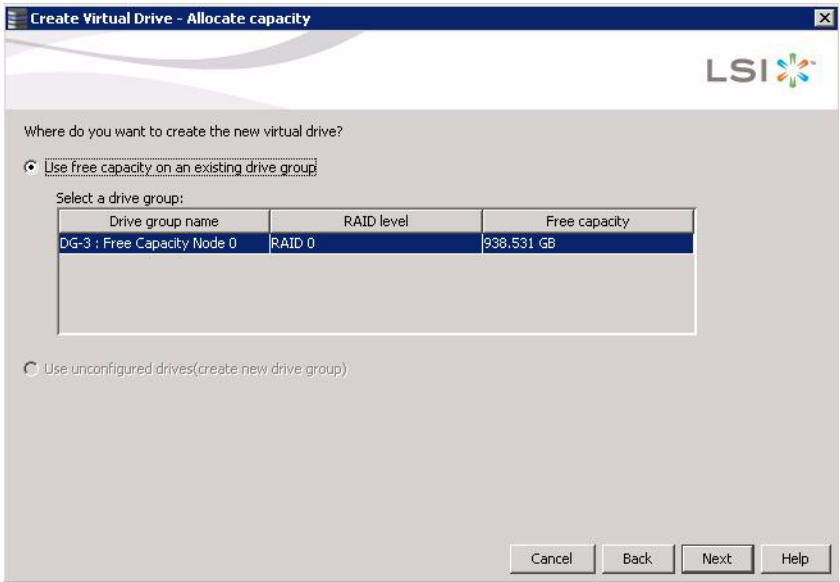 Create Virtual Drive - Allocate capacity
LSI
Where do you want to create the new virtual drive?
Use free capacity on an existing drive group
Select a drive group:
Drive group name RAID level Free capacity
DG-3 : Free Capacity Node 0 RAID 0 938.531 GB
Use unconfigured drives(create new drive group)
Cancel Back Next Help